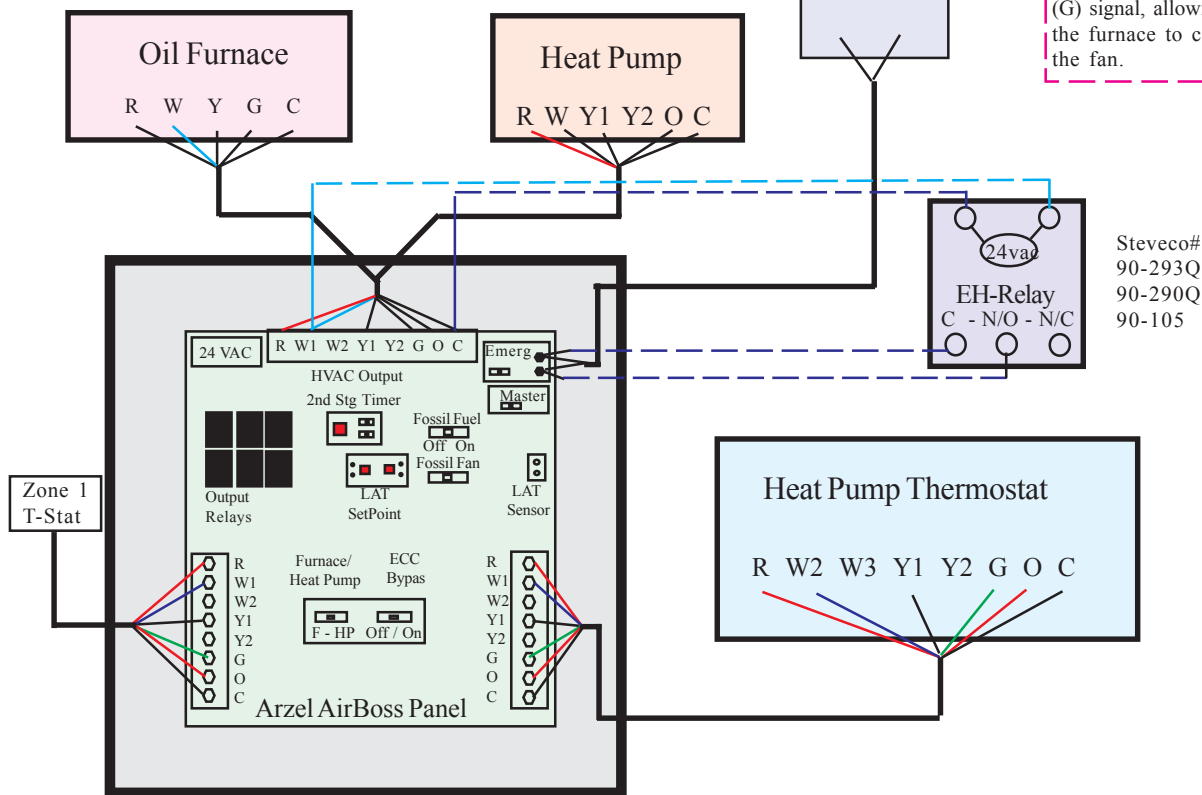 (G) signal, allow
the furnace to c
the fan.
Oil Furnace
R W Y G C
Heat Pump
R W Y1 Y2 O C
24vac
EH-Relay
C - N/O - N/C
Steveco#
90-293Q
90-290Q
90-105
24 VAC
R W1 W2 Y1 Y2 G O C
HVAC Output
Emerg
Master
2nd Stg Timer
Fossil Fuel
Off On
Fossil Fan
Output
Relays
LAT
SetPoint
LAT
Sensor
Zone 1
T-Stat
R
W1
W2
Y1
Y2
G
O
C
Furnace/
Heat Pump
F - HP
ECC
Bypas
Off / On
R
W1
W2
Y1
Y2
G
O
C
Arzel AirBoss Panel
Heat Pump Thermostat
R W2 W3 Y1 Y2 G O C